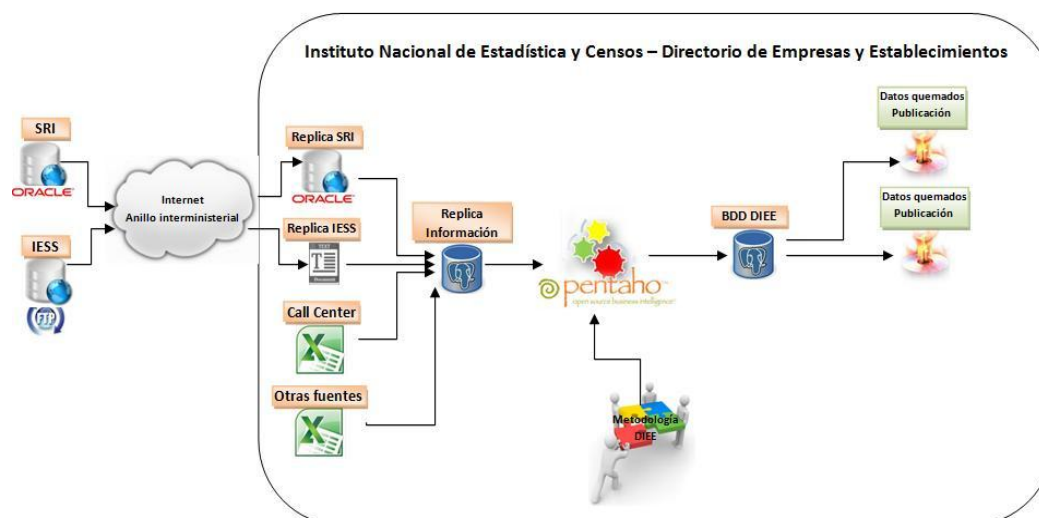 Instituto Nacional de Estadística y Censos – Directorio de Empresas y Establecimientos
SRI
ORACLE
IESS
FTP
Internet
Anillo interministerial
Replica SRI
ORACLE
Replica IESS
TEXT
T
Document
Call Center
X
Otras fuentes
X
Replica
Información
pentaho
open source business intelligence
Metodología
DIEE
BDD DIEE
Datos quemados
Publicación
Datos quemados
Publicación